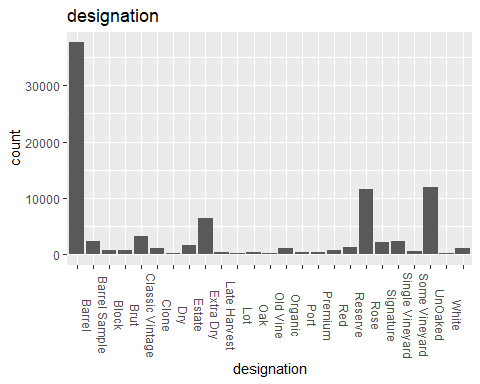 designation
count
30000
20000
10000
0
Barrel
Barrel Sample
Block
Brut
Classic Vintage
Clone
Dry
Estate
Extra Dry
Late Harvest
Lot
Oak
Old Vine
Organic
Port
Premium
Red
Reserve
Rose
Signature
Single Vineyard
Some Vineyard
UnOaked
White
designation